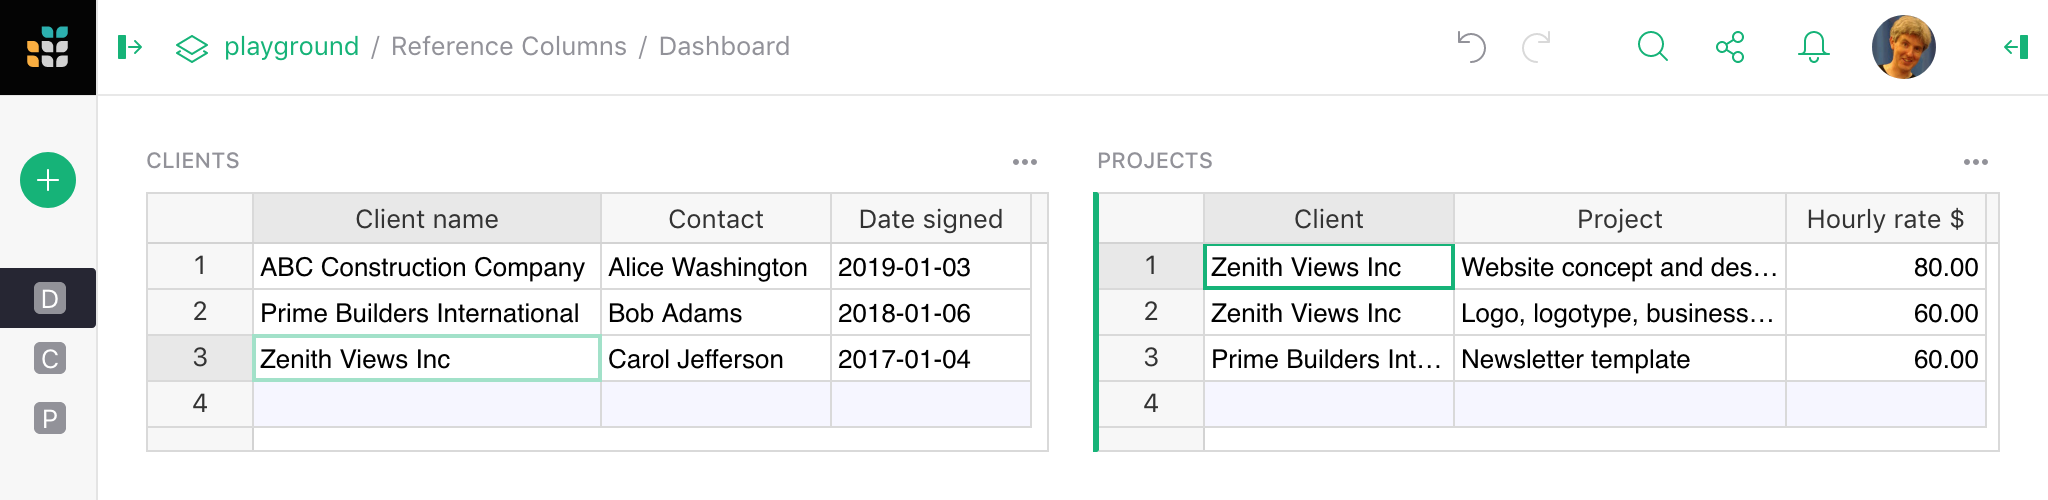 playground / Reference Columns / Dashboard
CLIENTS
Client name Contact Date signed
1 ABC Construction Company Alice Washington 2019-01-03
2 Prime Builders International Bob Adams 2018-01-06
3 Zenith Views Inc Carol Jefferson 2017-01-04
4
PROJECTS
Client Project Hourly rate $
1 Zenith Views Inc Website concept and des… 80.00
2 Zenith Views Inc Logo, logotype, business… 60.00
3 Prime Builders Int… Newsletter template 60.00
4
D
C
P